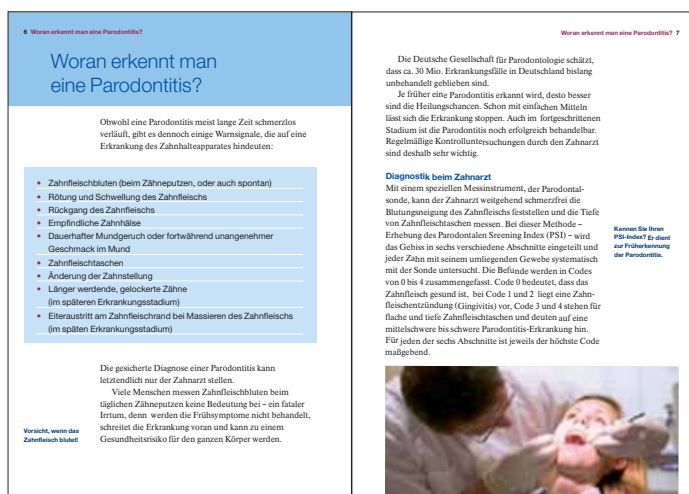 6 Woran erkennt man eine Parodontitis?
Woran erkennt man
eine Parodontitis?
Obwohl eine Parodontitis meist lange Zeit schmerzlos
verläuft, gibt es dennoch einige Warnsignale, die auf eine
Erkrankung des Zahnhalteapparates hindeuten:
• Zahnfleischbluten (beim Zähneputzen, oder auch spontan)
• Rötung und Schwellung des Zahnfleischs
• Rückgang des Zahnfleischs
• Empfindliche Zahnhälse
• Dauerhafter Mundgeruch oder fortwährend unangenehmer
Geschmack im Mund
• Zahnfleischtaschen
• Änderung der Zahnstellung
• Länger werdende, gelockerte Zähne
(im späteren Erkrankungsstadium)
• Eiteraustritt am Zahnfleischrand bei Massieren des Zahnfleischs
(im späten Erkrankungsstadium)
Die gesicherte Diagnose einer Parodontitis kann
letztendlich nur der Zahnarzt stellen.
Viele Menschen messen Zahnfleischbluten beim
täglichen Zähneputzen keine Bedeutung bei – ein fataler
Irrtum, denn werden die Frühsymptome nicht behandelt,
schreitet die Erkrankung voran und kann zu einem
Gesundheitsrisiko für den ganzen Körper werden.
Vorsicht, wenn das
Zahnfleisch blutet!
Woran erkennt man eine Parodontitis? 7
Die Deutsche Gesellschaft für Parodontologie schätzt,
dass ca. 30 Mio. Erkrankungsfälle in Deutschland bislang
unbehandelt geblieben sind.
Je früher eine Parodontitis erkannt wird, desto besser
sind die Heilungschancen. Schon mit einfachen Mitteln
lässt sich die Erkrankung stoppen. Auch im fortgeschrittenen
Stadium ist die Parodontitis noch erfolgreich behandelbar.
Regelmäßige Kontrolluntersuchungen durch den Zahnarzt
sind deshalb sehr wichtig.
Diagnostik beim Zahnarzt
Mit einem speziellen Messinstrument, der Parodontal-
sonde, kann der Zahnarzt weitgehend schmerzfrei die
Blutungsneigung des Zahnfleischs feststellen und die Tiefe
von Zahnfleischtaschen messen. Bei dieser Methode –
Erhebung des Parodontalen Sreening Index (PSI) – wird
das Gebiss in sechs verschiedene Abschnitte eingeteilt und
jeder Zahn mit seinem umliegenden Gewebe systematisch
mit der Sonde untersucht. Die Befunde werden in Codes
von 0 bis 4 zusammengefasst. Code 0 bedeutet, dass das
Zahnfleisch gesund ist, bei Code 1 und 2 liegt eine Zahn-
fleischentzündung (Gingivitis) vor, Code 3 und 4 stehen für
flache und tiefe Zahnfleischtaschen und deuten auf eine
mittelschwere bis schwere Parodontitis-Erkrankung hin.
Für jeden der sechs Abschnitte ist jeweils der höchste Code
maßgebend.
Kennen Sie Ihren
PSI-Index? Er dient
zur Früherkennung
der Parodontitis.